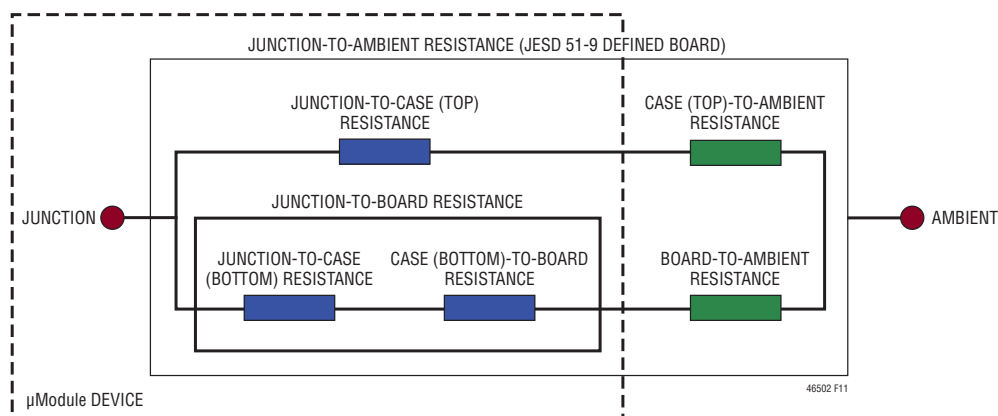 JUNCTION-TO-AMBIENT RESISTANCE (JESD 51-9 DEFINED BOARD)
JUNCTION-TO-CASE (TOP)
RESISTANCE
CASE (TOP)-TO-AMBIENT
RESISTANCE
JUNCTION-TO-BOARD RESISTANCE
JUNCTION
AMBIENT
JUNCTION-TO-CASE
(BOTTOM) RESISTANCE
CASE (BOTTOM)-TO-BOARD
RESISTANCE
BOARD-TO-AMBIENT
RESISTANCE
46502 F11
µModule DEVICE